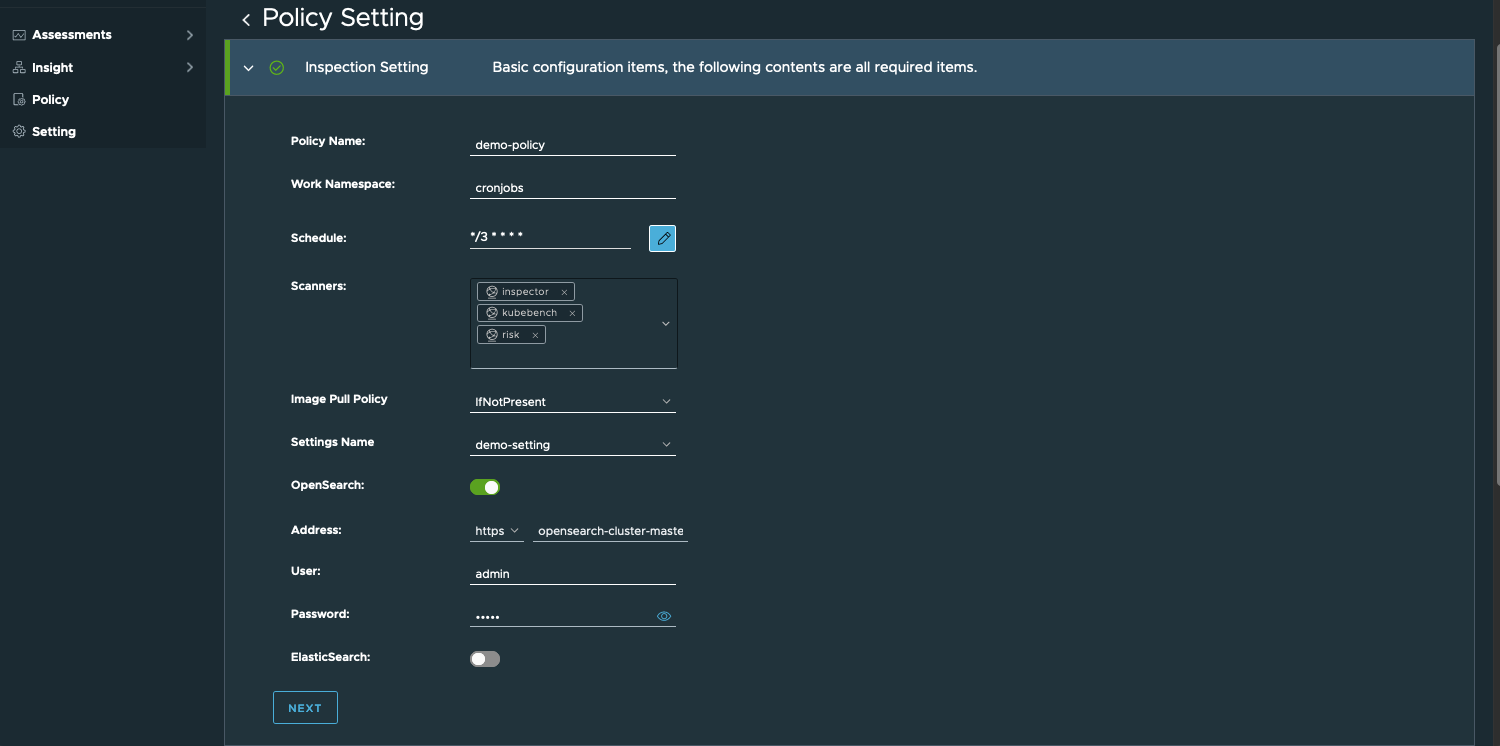 Policy Setting
Assessments
Insight
Policy
Setting
Inspection Setting Basic configuration items, the following contents are all required items.
Policy Name: demo-policy
Work Namespace: cronjobs
Schedule: */3 * * * *
Scanners: inspector ×
kubebench ×
risk ×
Image Pull Policy IfNotPresent
Settings Name demo-setting
OpenSearch:
Address: https opensearch-cluster-maste
User: admin
Password: •••••
ElasticSearch:
NEXT